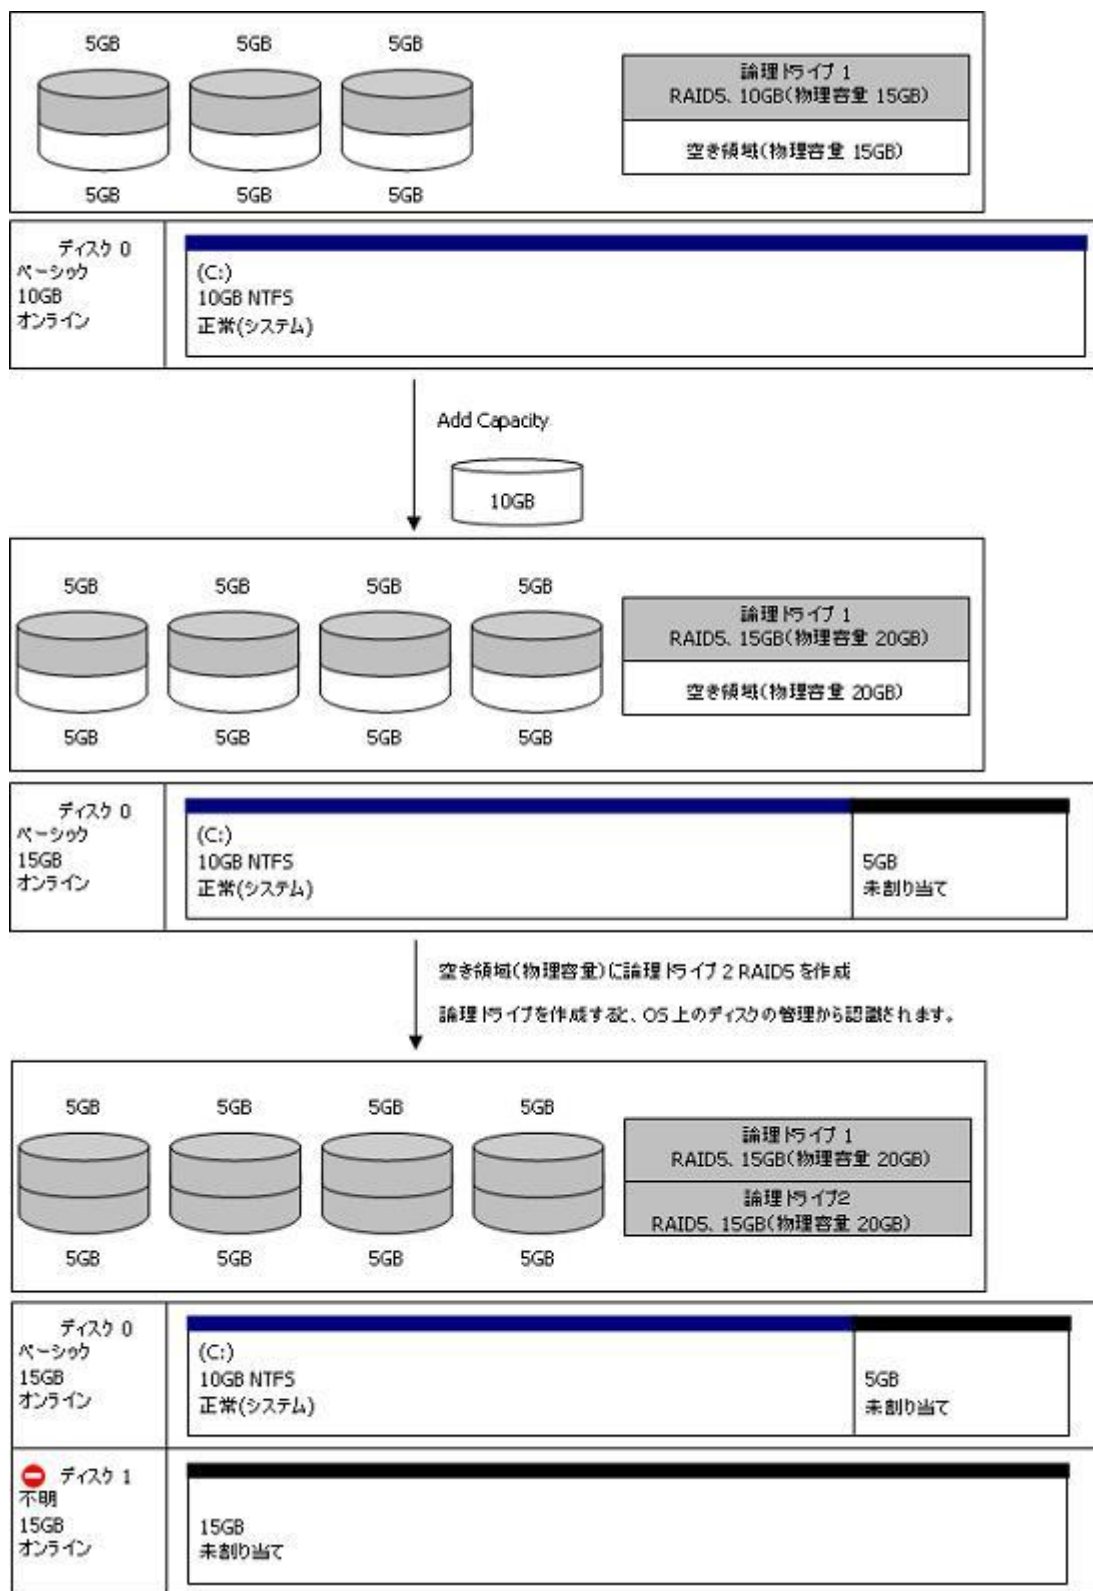 5GB 5GB 5GB
論理ドライブ 1
RAID5、10GB(物理容量 15GB)
空き領域(物理容量 15GB)
5GB 5GB 5GB
ディスク 0
ベーシック
10GB
オンライン
(C:)
10GB NTFS
正常(システム)
Add Capacity
10GB
5GB 5GB 5GB 5GB
論理ドライブ 1
RAID5、15GB(物理容量 20GB)
空き領域(物理容量 20GB)
5GB 5GB 5GB 5GB
ディスク 0
ベーシック
15GB
オンライン
(C:)
10GB NTFS
正常(システム)
5GB
未割り当て
空き領域(物理容量)に論理ドライブ 2 RAID5 を作成
論理ドライブを作成すると、OS 上のディスクの管理から認識されます。
5GB 5GB 5GB 5GB
論理ドライブ 1
RAID5、15GB(物理容量 20GB)
論理ドライブ2
RAID5、15GB(物理容量 20GB)
5GB 5GB 5GB 5GB
ディスク 0
ベーシック
15GB
オンライン
(C:)
10GB NTFS
正常(システム)
5GB
未割り当て
ディスク 1
不明
15GB
オンライン
15GB
未割り当て